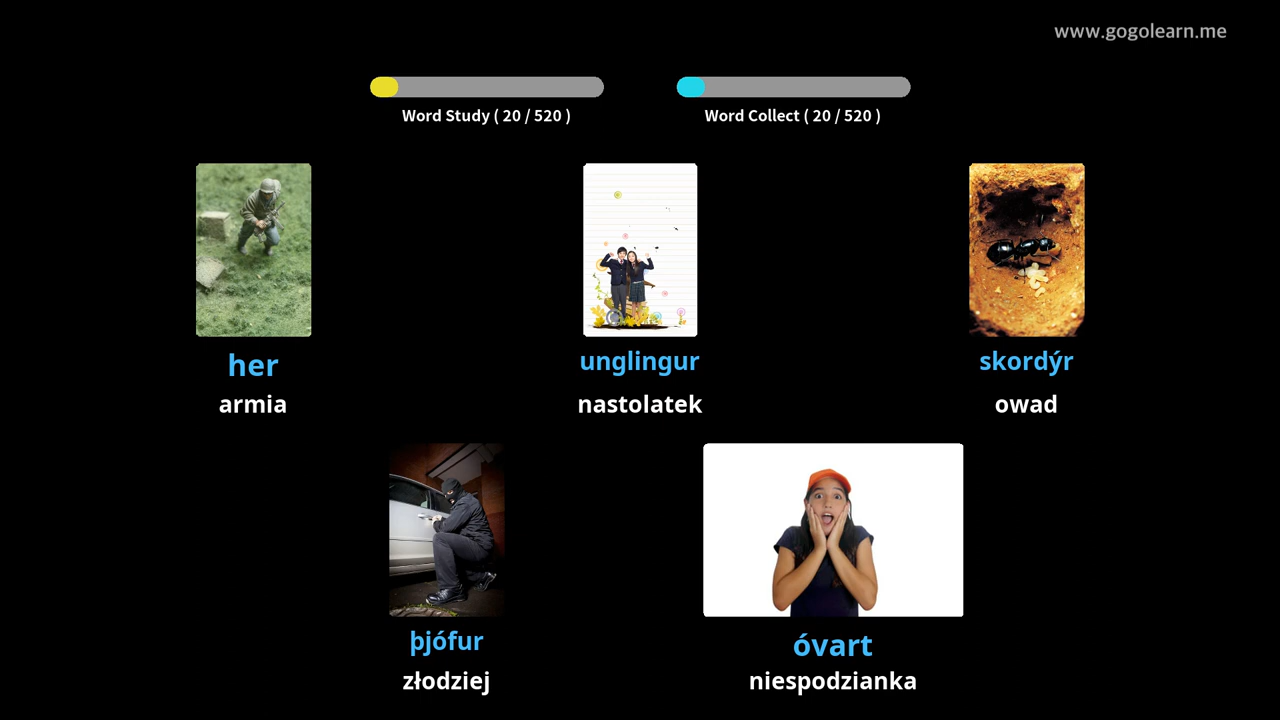 www.gogolearn.me
Word Study ( 20 / 520 )
Word Collect ( 20 / 520 )
her
unglingur
skordýr
armia
nastolatek
owad
þjófur
óvart
złodziej
niespodzianka